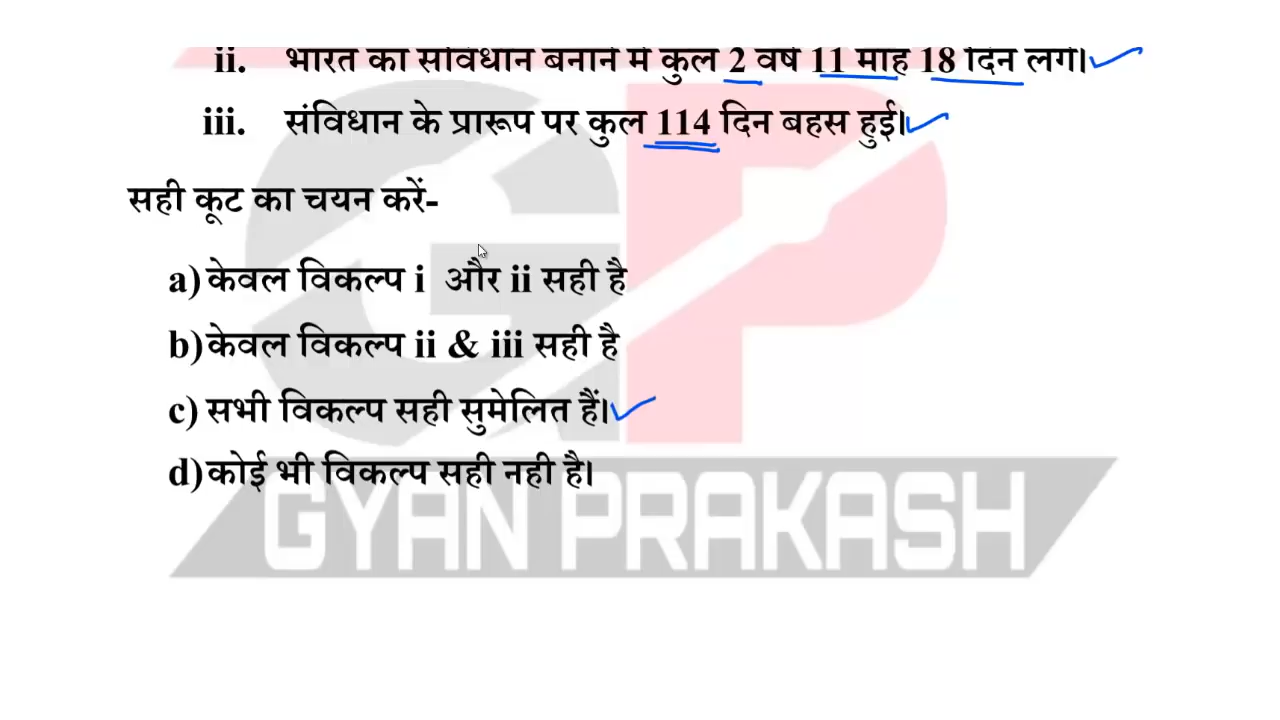 ii. भारत का संविधान बनाने में कुल 2 वर्ष 11 माह 18 दिन लगे।
iii. संविधान के प्रारूप पर कुल 114 दिन बहस हुई।
सही कूट का चयन करें-
a) केवल विकल्प i और ii सही है
b) केवल विकल्प ii & iii सही है
c) सभी विकल्प सही सुमेलित हैं।
d) कोई भी विकल्प सही नही है।
GP
GYAN PRAKASH